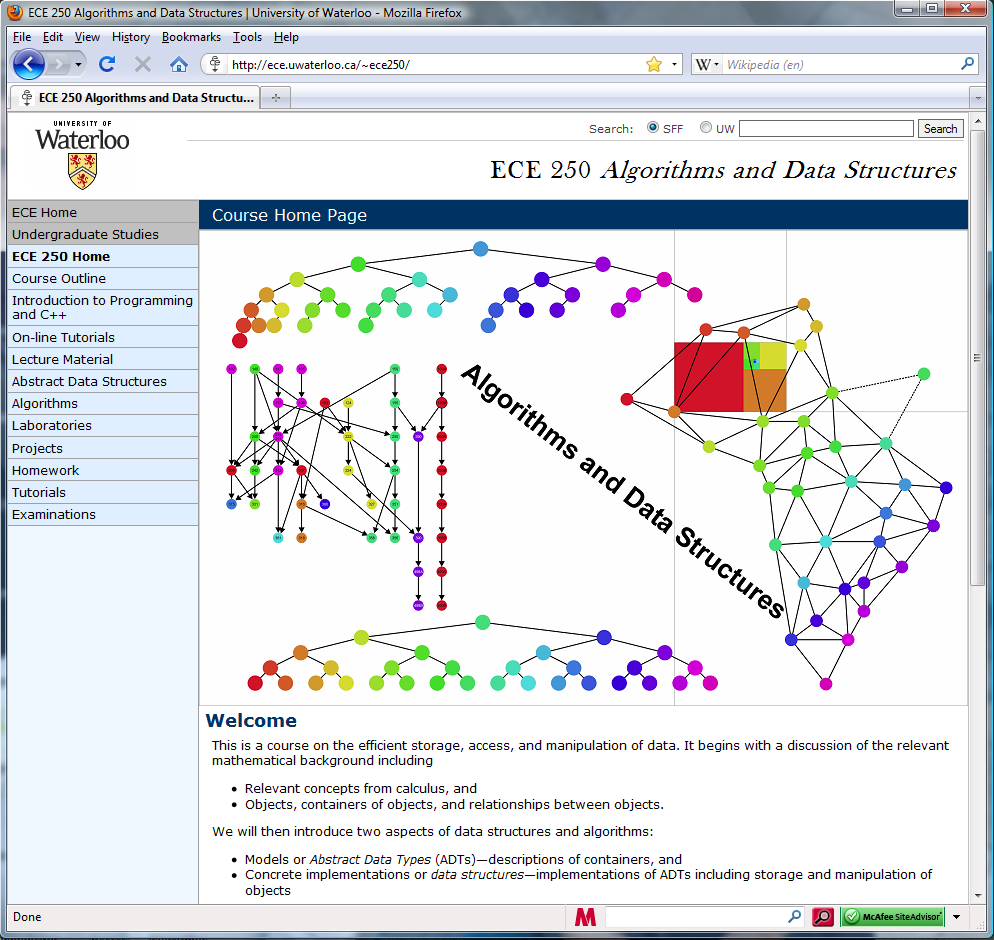 ECE 250 Algorithms and Data Structures | University of Waterloo - Mozilla Firefox
File Edit View History Bookmarks Tools Help
http://ece.uwaterloo.ca/~ece250/
W Wikipedia (en)
ECE 250 Algorithms and Data Structu...
UNIVERSITY OF
Waterloo
Search: SFF UW Search
ECE 250 Algorithms and Data Structures
ECE Home
Undergraduate Studies
ECE 250 Home
Course Outline
Introduction to Programming
and C++
On-line Tutorials
Lecture Material
Abstract Data Structures
Algorithms
Laboratories
Projects
Homework
Tutorials
Examinations
Course Home Page
Algorithms and Data Structures
Welcome
This is a course on the efficient storage, access, and manipulation of data. It begins with a discussion of the relevant
mathematical background including
• Relevant concepts from calculus, and
• Objects, containers of objects, and relationships between objects.
We will then introduce two aspects of data structures and algorithms:
• Models or Abstract Data Types (ADTs)—descriptions of containers, and
• Concrete implementations or data structures—implementations of ADTs including storage and manipulation of
objects
Done
M
McAfee SiteAdvisor